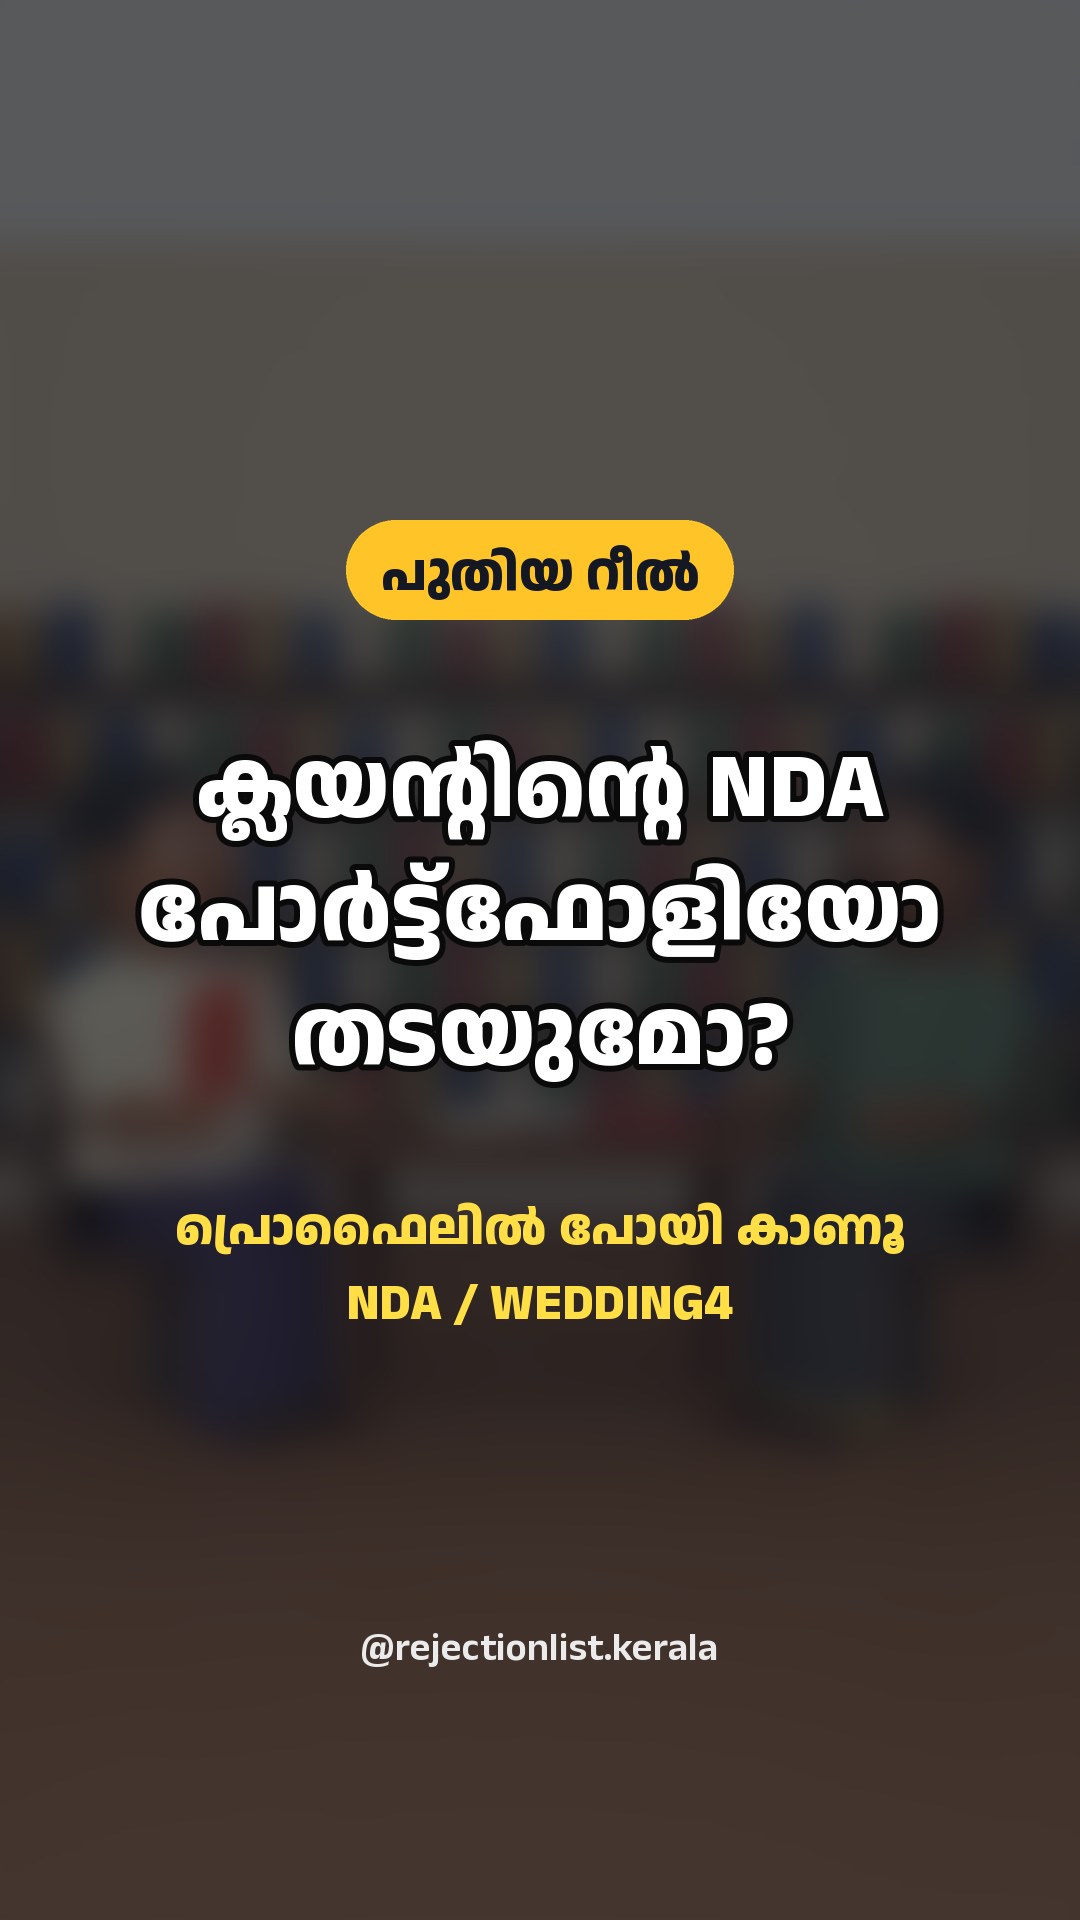 പുതിയ റീൽ
ക്ലയന്റിന്റെ NDA
പോർട്ട്ഫോളിയോ
തടയുമോ?
പ്രൊഫൈലിൽ പോയി കാണൂ
NDA / WEDDING4
@rejectionlist.kerala